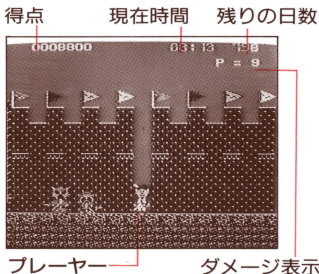 得点 現在時間 残りの日数
0008800 03:13 198
P = 9
プレーヤー ダメージ表示